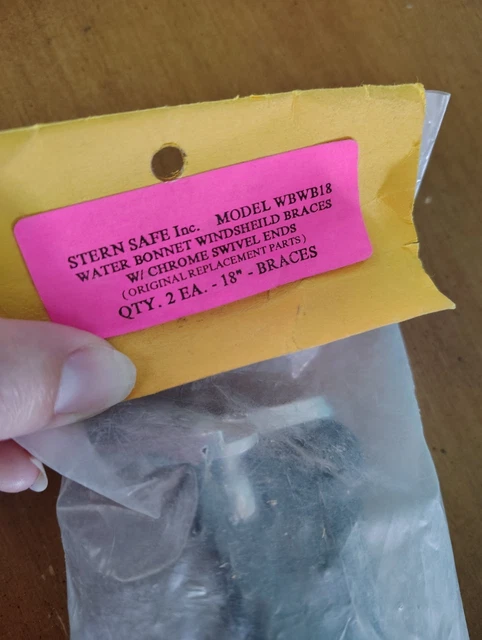 STERN SAFE Inc. MODEL WBWB18
WATER BONNET WINDSHEILD BRACES
W/ CHROME SWIVEL ENDS
(ORIGINAL REPLACEMENT PARTS)
QTY. 2 EA. - 18" - BRACES